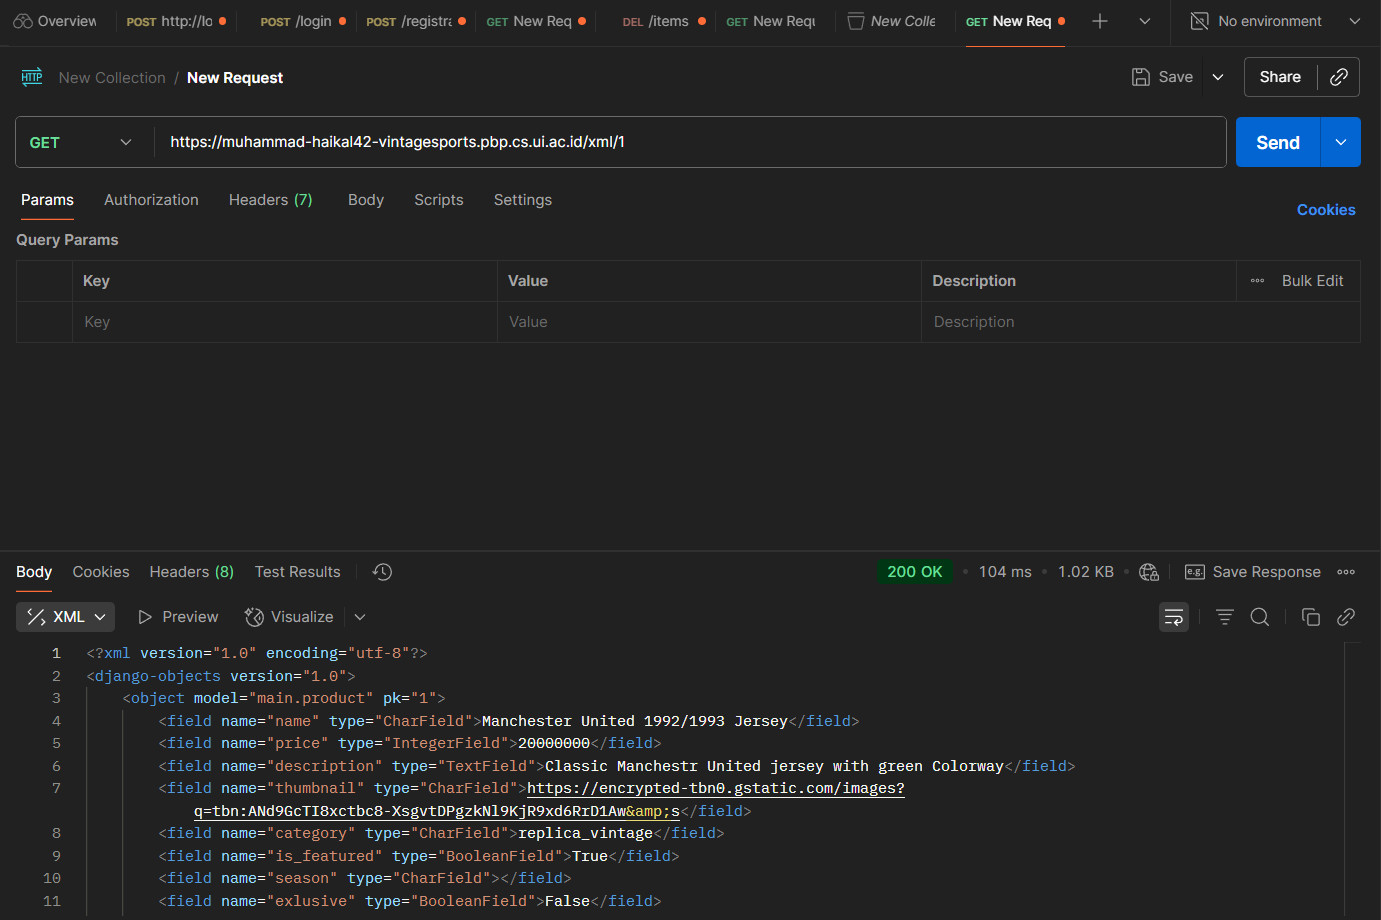 Overview POST http://lo POST /login POST /registra GET New Req DEL /items GET New Requ New Colle GET New Req No environment
HTTP New Collection / New Request Save Share
GET https://muhammad-haikal42-vintagesports.pbp.cs.ui.ac.id/xml/1 Send
Params Authorization Headers (7) Body Scripts Settings Cookies
Query Params
Key Value Description Bulk Edit
Key Value Description
Body Cookies Headers (8) Test Results 200 OK 104 ms 1.02 KB e.g. Save Response
XML Preview Visualize
1 <?xml version="1.0" encoding="utf-8"?>
2 <django-objects version="1.0">
3 <object model="main.product" pk="1">
4 <field name="name" type="CharField">Manchester United 1992/1993 Jersey</field>
5 <field name="price" type="IntegerField">20000000</field>
6 <field name="description" type="TextField">Classic Manchestr United jersey with green Colorway</field>
7 <field name="thumbnail" type="CharField">https://encrypted-tbn0.gstatic.com/images?
q=tbn:ANd9GcTI8xctbc8-XsgvtDPgzkNl9KjR9xd6RrD1Aw&amp;s</field>
8 <field name="category" type="CharField">replica_vintage</field>
9 <field name="is_featured" type="BooleanField">True</field>
10 <field name="season" type="CharField"></field>
11 <field name="exlusive" type="BooleanField">False</field>